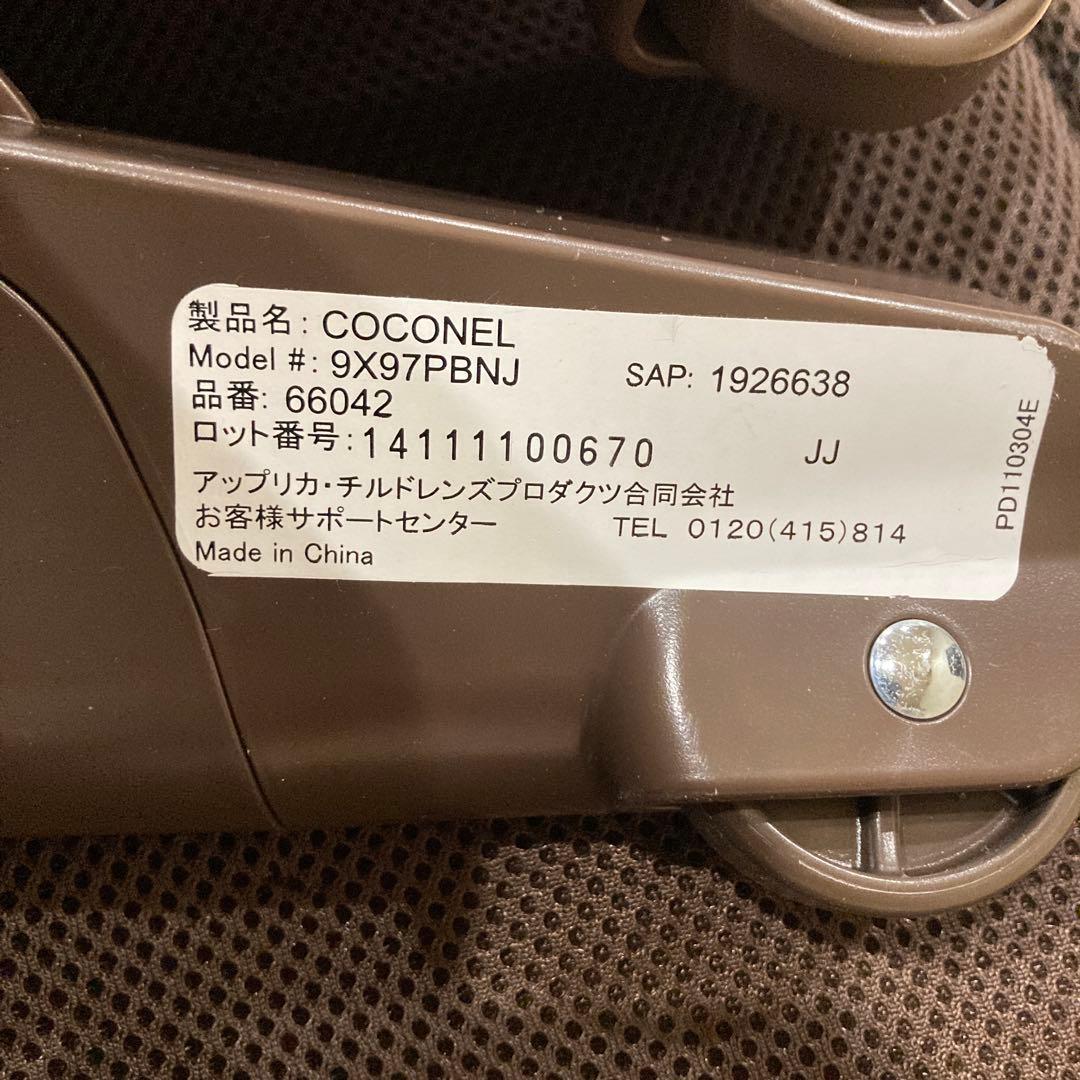 製品名: COCONEL
Model #: 9X97PBNJ SAP: 1926638
品番: 66042
ロット番号: 14111100670 JJ
アップリカ・チルドレンズプロダクツ合同会社
お客様サポートセンター TEL 0120(415)814
Made in China
PD110304E